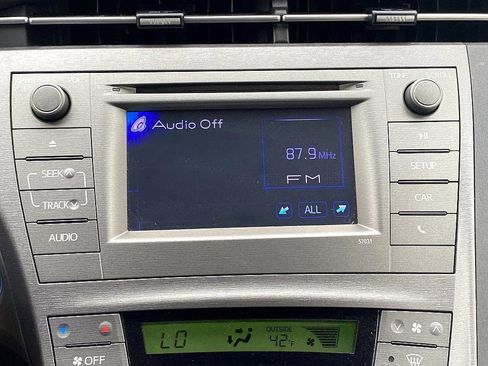 VOL
TUNE SCROLL
Audio Off
87.9 MHz
FM
ALL
SEEK
TRACK
AUDIO
SETUP
CAR
57031
LO
OUTSIDE
42°F
OFF